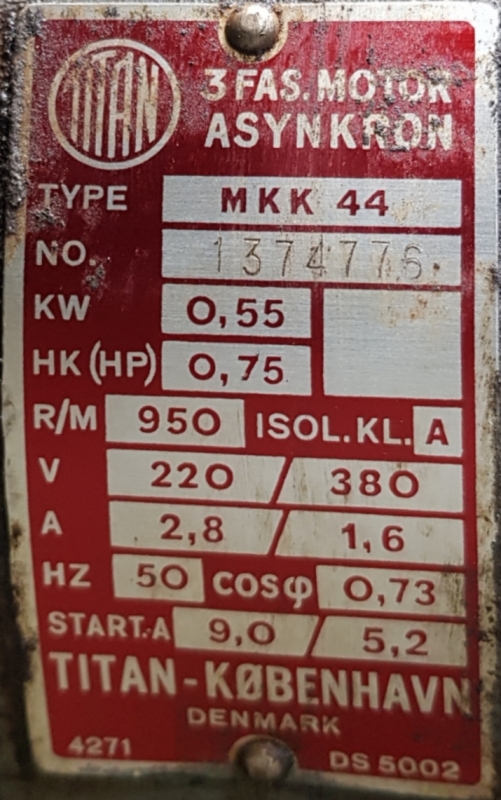 TITAN
3 FAS. MOTOR
ASYNKRON
TYPE MKK 44
NO. 1374776
KW 0,55
HK (HP) 0,75
R/M 950 ISOL.KL. A
V 220 / 380
A 2,8 / 1,6
HZ 50 COSφ 0,73
START.A 9,0 / 5,2
TITAN-KØBENHAVN
DENMARK
4271 DS 5002